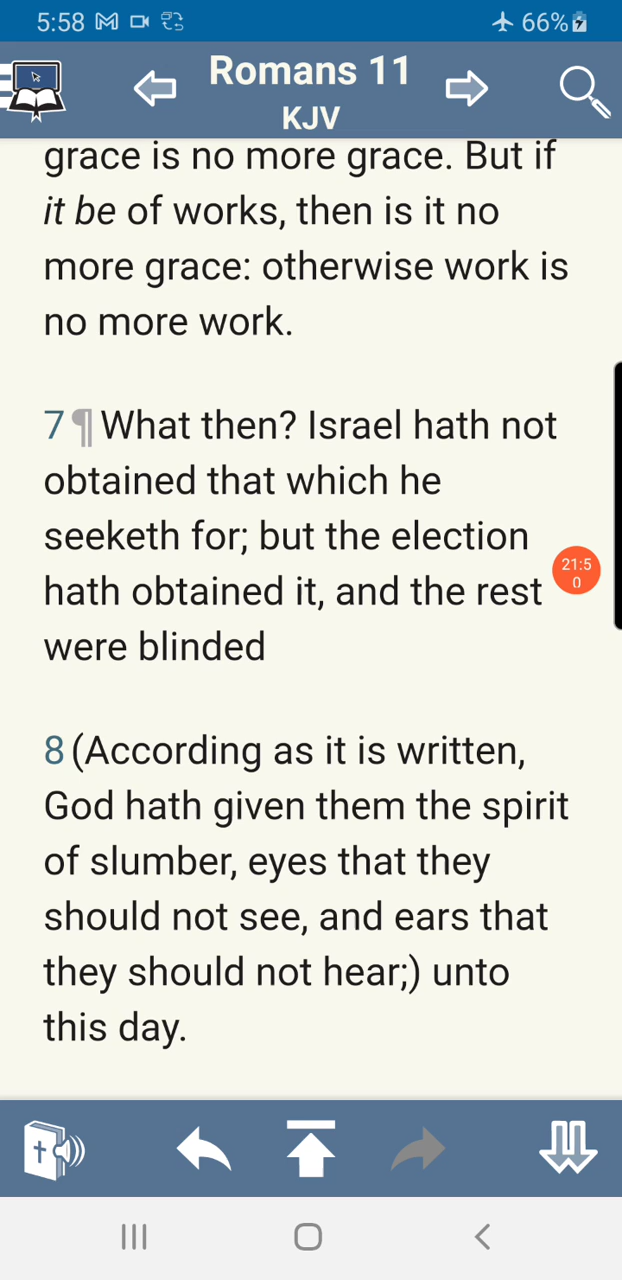 5:58 66%
Romans 11
KJV
grace is no more grace. But if
it be of works, then is it no
more grace: otherwise work is
no more work.
7 ¶ What then? Israel hath not
obtained that which he
seeketh for; but the election
hath obtained it, and the rest
were blinded
21:5
0
8 (According as it is written,
God hath given them the spirit
of slumber, eyes that they
should not see, and ears that
they should not hear;) unto
this day.